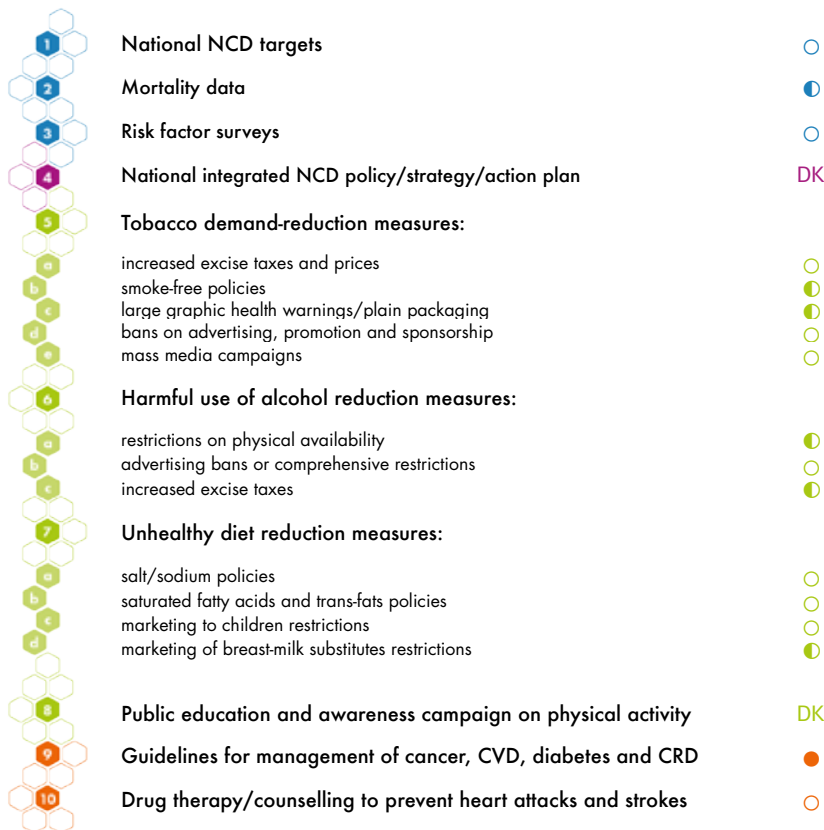 1 National NCD targets
2 Mortality data
3 Risk factor surveys
4 National integrated NCD policy/strategy/action plan DK
5 Tobacco demand-reduction measures:
a increased excise taxes and prices
b smoke-free policies
c large graphic health warnings/plain packaging
d bans on advertising, promotion and sponsorship
e mass media campaigns
6 Harmful use of alcohol reduction measures:
a restrictions on physical availability
b advertising bans or comprehensive restrictions
c increased excise taxes
7 Unhealthy diet reduction measures:
a salt/sodium policies
b saturated fatty acids and trans-fats policies
c marketing to children restrictions
d marketing of breast-milk substitutes restrictions
8 Public education and awareness campaign on physical activity DK
9 Guidelines for management of cancer, CVD, diabetes and CRD
10 Drug therapy/counselling to prevent heart attacks and strokes